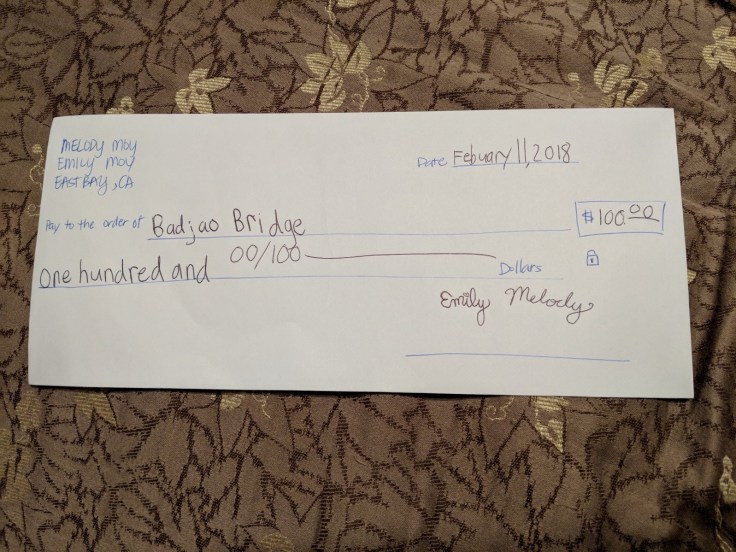 MELODY MOY
EMILY MOY
EAST BAY, CA
Date Febuary 11, 2018
Pay to the order of Badjao Bridge
$100.00
One hundred and 00/100 Dollars
Emily Melody